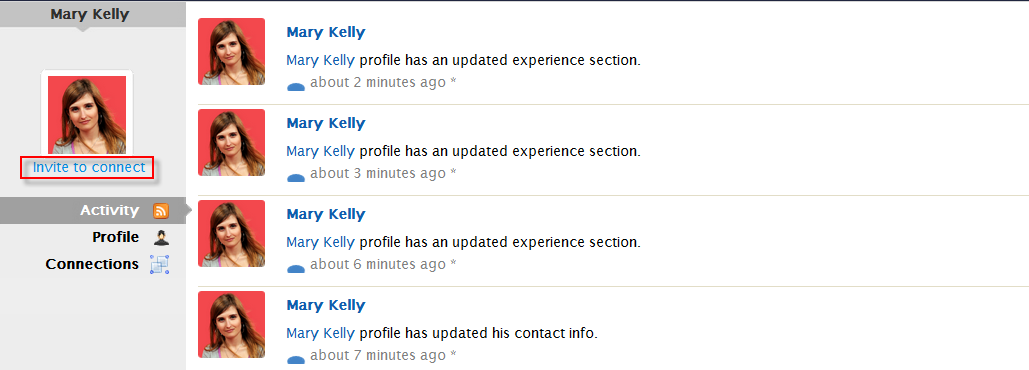 Mary Kelly
Invite to connect
Activity
Profile
Connections
Mary Kelly
Mary Kelly profile has an updated experience section.
about 2 minutes ago *
Mary Kelly
Mary Kelly profile has an updated experience section.
about 3 minutes ago *
Mary Kelly
Mary Kelly profile has an updated experience section.
about 6 minutes ago *
Mary Kelly
Mary Kelly profile has updated his contact info.
about 7 minutes ago *